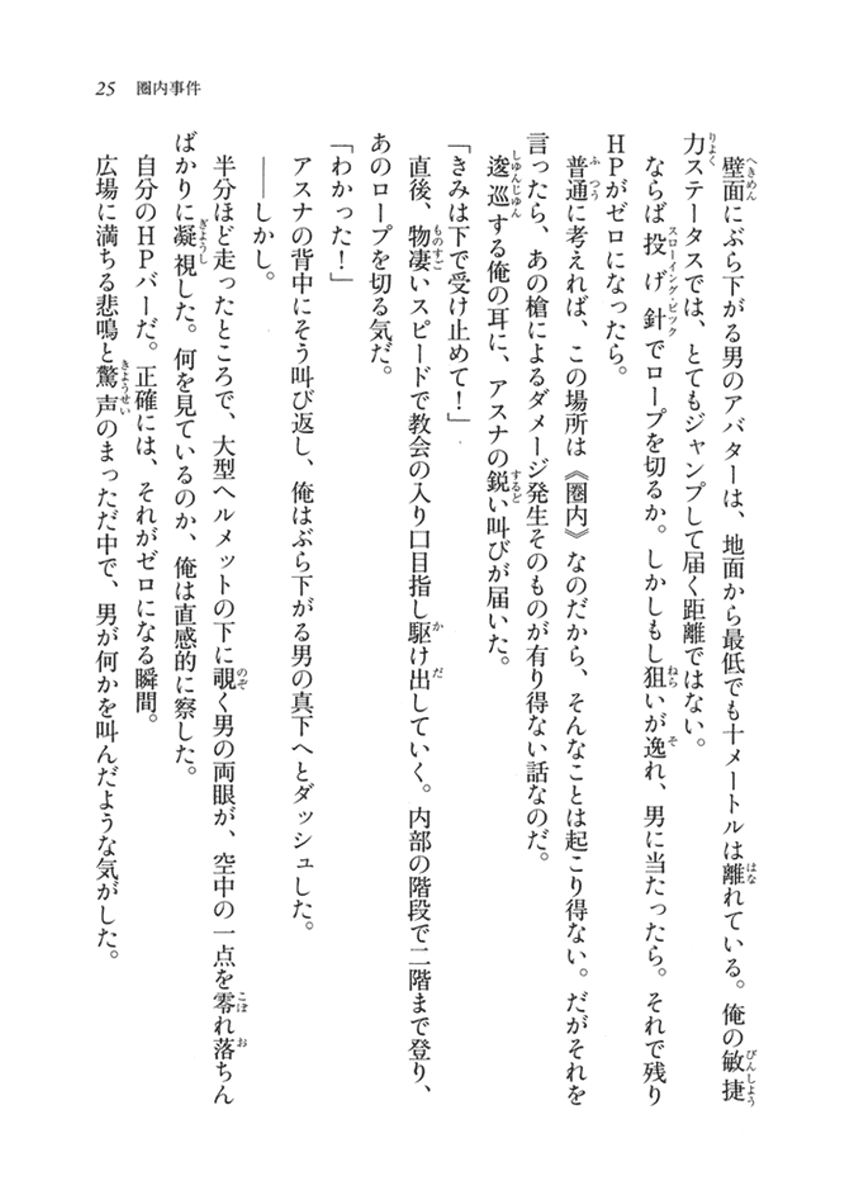 25 圏内事件
壁面にぶら下がる男のアバターは、地面から最低でも十メートルは離れている。俺の敏捷
力ステータスでは、とてもジャンプして届く距離ではない。
ならば投げ針でロープを切るか。しかしもし狙いが逸れ、男に当たったら。それで残り
HPがゼロになったら。
普通に考えれば、この場所は《圏内》なのだから、そんなことは起こり得ない。だがそれを
言ったら、あの槍によるダメージ発生そのものが有り得ない話なのだ。
逡巡する俺の耳に、アスナの鋭い叫びが届いた。
「きみは下で受け止めて！」
直後、物凄いスピードで教会の入り口目指し駆け出していく。内部の階段で二階まで登り、
あのロープを切る気だ。
「わかった！」
アスナの背中にそう叫び返し、俺はぶら下がる男の真下へとダッシュした。
――しかし。
半分ほど走ったところで、大型ヘルメットの下に覗く男の両眼が、空中の一点を零れ落ちん
ばかりに凝視した。何を見ているのか、俺は直感的に察した。
自分のHPバーだ。正確には、それがゼロになる瞬間。
広場に満ちる悲鳴と驚声のまっただ中で、男が何かを叫んだような気がした。